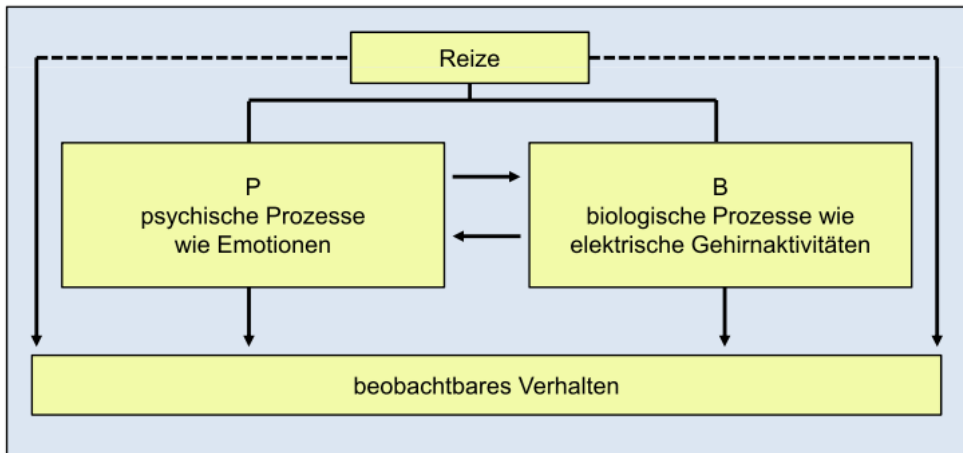 Reize
P
psychische Prozesse
wie Emotionen
B
biologische Prozesse wie
elektrische Gehirnaktivitäten
beobachtbares Verhalten